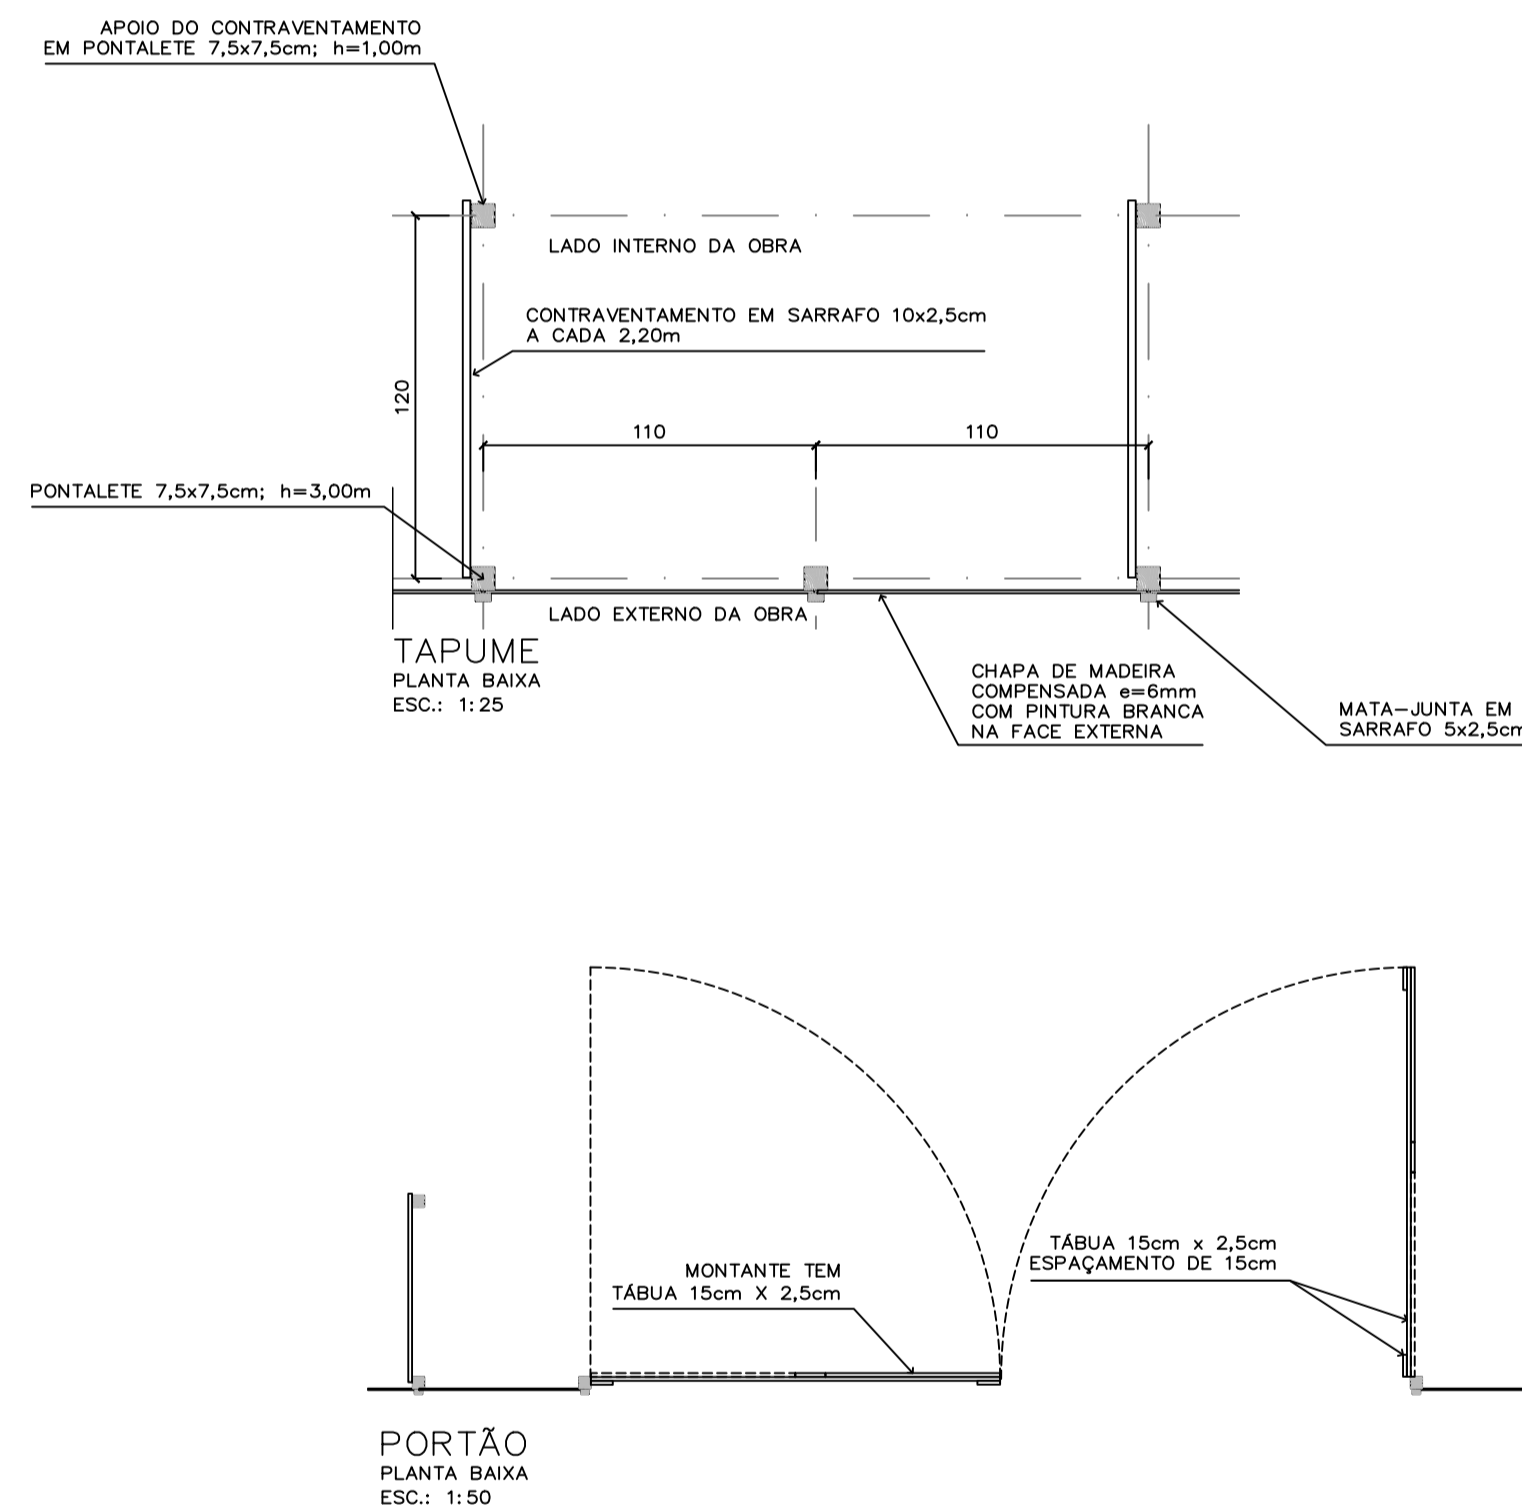 APOIO DO CONTRAVENTAMENTO
EM PONTALETE 7,5x7,5cm; h=1,00m
LADO INTERNO DA OBRA
CONTRAVENTAMENTO EM SARRAFO 10x2,5cm
A CADA 2,20m
120
110
110
PONTALETE 7,5x7,5cm; h=3,00m
LADO EXTERNO DA OBRA
TAPUME
PLANTA BAIXA
ESC.: 1:25
CHAPA DE MADEIRA
COMPENSADA e=6mm
COM PINTURA BRANCA
NA FACE EXTERNA
MATA-JUNTA EM
SARRAFO 5x2,5cm
TÁBUA 15cm x 2,5cm
ESPAÇAMENTO DE 15cm
MONTANTE TEM
TÁBUA 15cm X 2,5cm
PORTÃO
PLANTA BAIXA
ESC.: 1:50